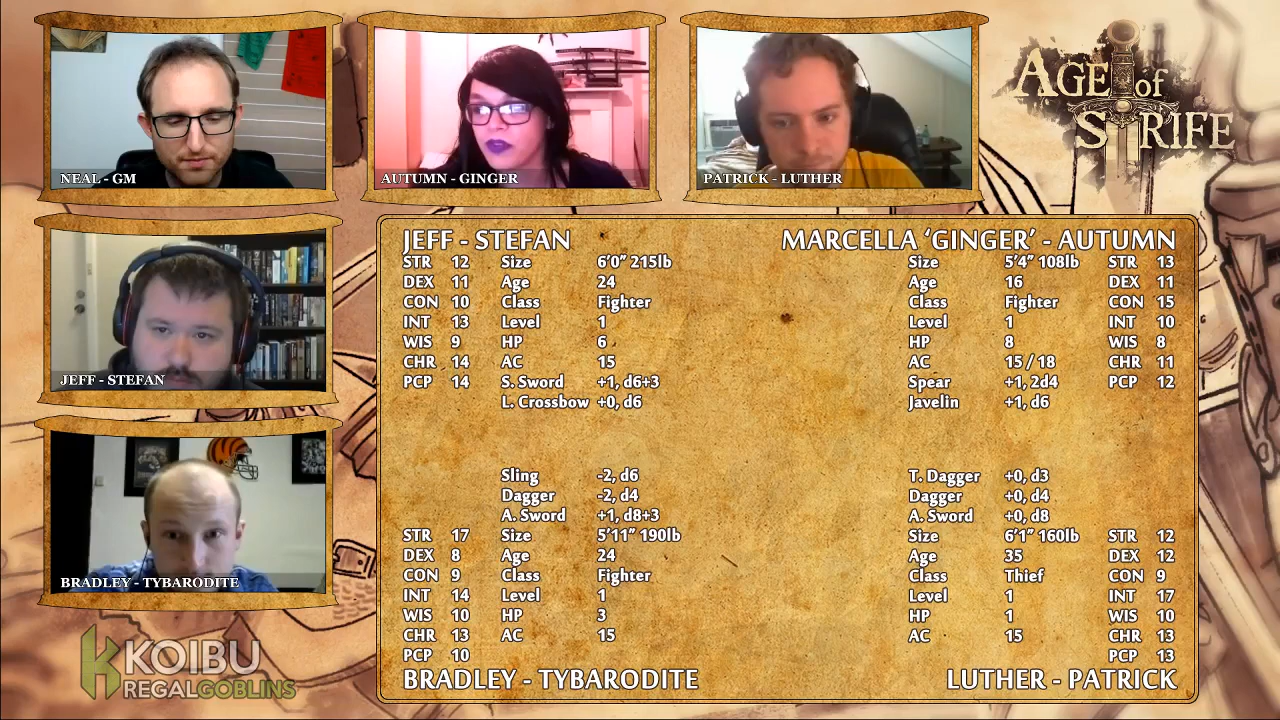 NEAL - GM
AUTUMN - GINGER
PATRICK - LUTHER
AGE of
STRIFE
JEFF - STEFAN
BRADLEY - TYBARODITE
KOIBU
REGALGOBLINS
JEFF - STEFAN
STR 12 Size 6'0" 215lb
DEX 11 Age 24
CON 10 Class Fighter
INT 13 Level 1
WIS 9 HP 6
CHR 14 AC 15
PCP 14 S. Sword +1, d6+3
L. Crossbow +0, d6
MARCELLA 'GINGER' - AUTUMN
Size 5'4" 108lb STR 13
Age 16 DEX 11
Class Fighter CON 15
Level 1 INT 10
HP 8 WIS 8
AC 15 / 18 CHR 11
Spear +1, 2d4 PCP 12
Javelin +1, d6
Sling -2, d6
Dagger -2, d4
A. Sword +1, d8+3
STR 17 Size 5'11" 190lb
DEX 8 Age 24
CON 9 Class Fighter
INT 14 Level 1
WIS 10 HP 3
CHR 13 AC 15
PCP 10
BRADLEY - TYBARODITE
T. Dagger +0, d3
Dagger +0, d4
A. Sword +0, d8
Size 6'1" 160lb STR 12
Age 35 DEX 12
Class Thief CON 9
Level 1 INT 17
HP 1 WIS 10
AC 15 CHR 13
PCP 13
LUTHER - PATRICK